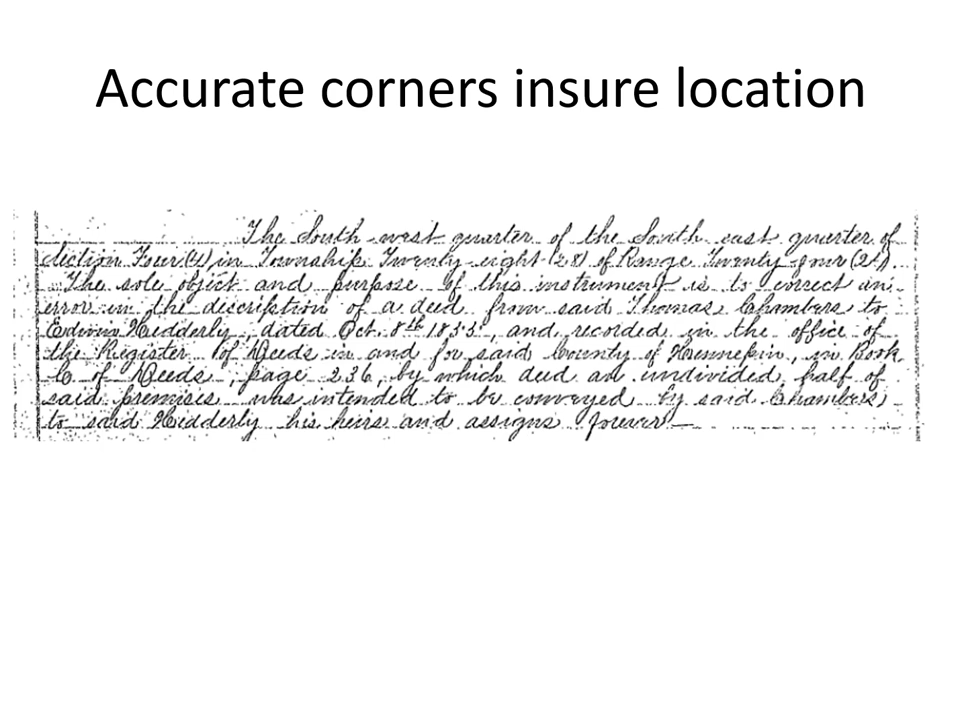 Accurate corners insure location
The South west quarter of the South east quarter of
Section Four (4) in Township Twenty eight (28) of Range Twenty four (24).
The sole object and purpose of this instrument is to correct an
error in the description of a deed from said Thomas Chambers to
Edwin Hedderly, dated Oct. 8th 1855, and recorded in the office of
the Register of Deeds in and for said County of Hennepin, in Book
of Deeds, page 236, by which deed an undivided half of
said premises was intended to be conveyed by said Chambers
to said Hedderly his heirs and assigns forever—